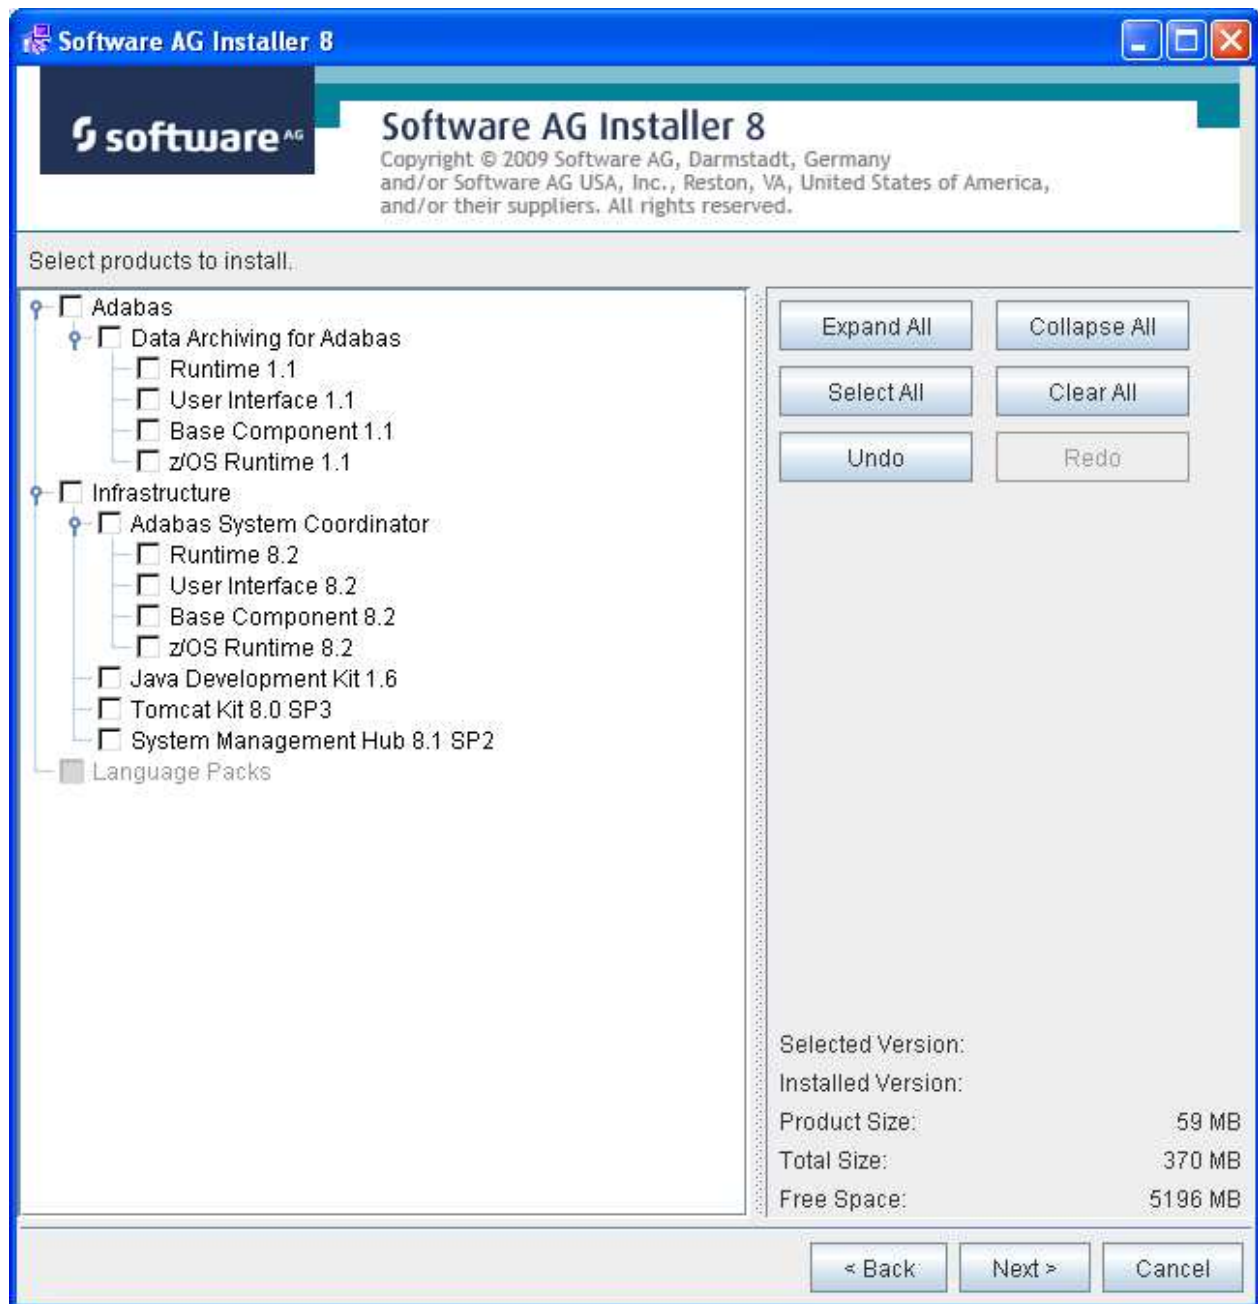 Software AG Installer 8
software AG
Software AG Installer 8
Copyright © 2009 Software AG, Darmstadt, Germany
and/or Software AG USA, Inc., Reston, VA, United States of America,
and/or their suppliers. All rights reserved.
Select products to install.
Adabas
Data Archiving for Adabas
Runtime 1.1
User Interface 1.1
Base Component 1.1
z/OS Runtime 1.1
Infrastructure
Adabas System Coordinator
Runtime 8.2
User Interface 8.2
Base Component 8.2
z/OS Runtime 8.2
Java Development Kit 1.6
Tomcat Kit 8.0 SP3
System Management Hub 8.1 SP2
Language Packs
Expand All Collapse All
Select All Clear All
Undo Redo
Selected Version:
Installed Version:
Product Size: 59 MB
Total Size: 370 MB
Free Space: 5196 MB
< Back Next > Cancel